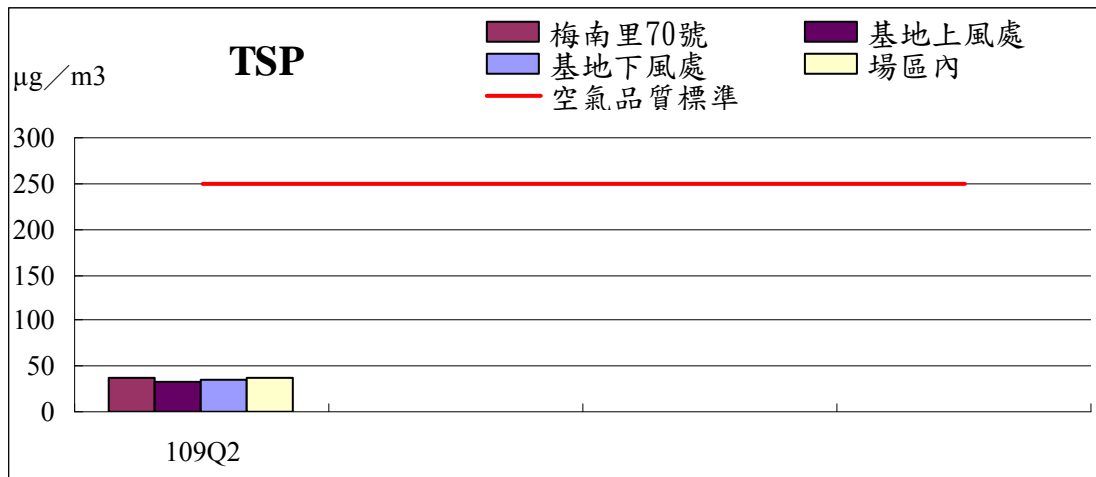 TSP
μg／m3
梅南里70號
基地上風處
基地下風處
場區內
空氣品質標準
300
250
200
150
100
50
0
109Q2